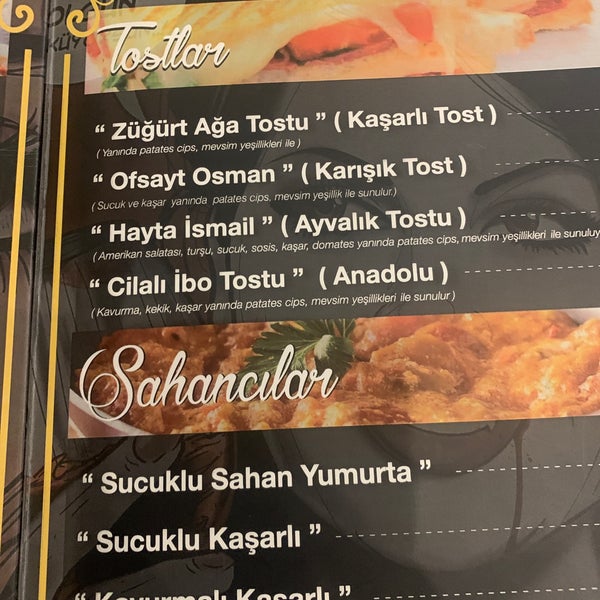 Tostlar
“ Züğürt Ağa Tostu ” ( Kaşarlı Tost )
( Yanında patates cips, mevsim yeşillikleri ile )
“ Ofsayt Osman ” ( Karışık Tost )
( Sucuk ve kaşar yanında patates cips, mevsim yeşillik ile sunulur.)
“ Hayta İsmail ” ( Ayvalık Tostu )
( Amerikan salatası, turşu, sucuk, sosis, kaşar, domates yanında patates cips, mevsim yeşillikleri ile sunuluy
“ Cilalı İbo Tostu ” ( Anadolu )
( Kavurma, kekik, kaşar yanında patates cips, mevsim yeşillikleri ile sunulur )
Sahancılar
“ Sucuklu Sahan Yumurta ”
“ Sucuklu Kaşarlı ”
“ Kavurmalı Kaşarlı ”